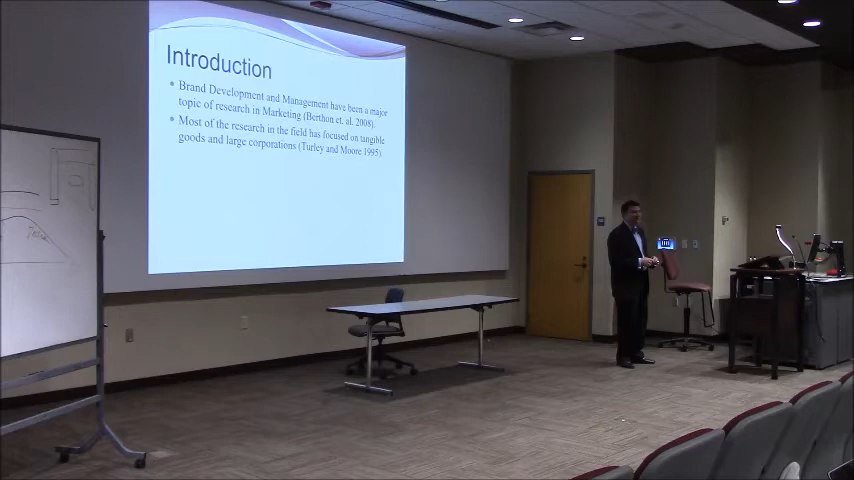 Introduction
Brand Development and Management have been a major
topic of research in Marketing (Berthon et. al. 2008).
Most of the research in the field has focused on tangible
goods and large corporations (Turley and Moore 1995).